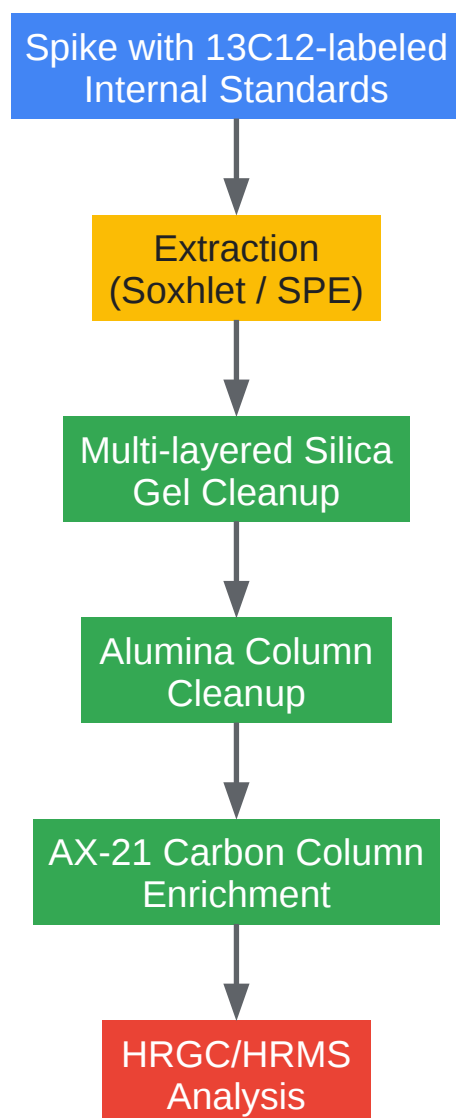 Spike with 13C12-labeled
Internal Standards
Extraction
(Soxhlet / SPE)
Multi-layered Silica
Gel Cleanup
Alumina Column
Cleanup
AX-21 Carbon Column
Enrichment
HRGC/HRMS
Analysis